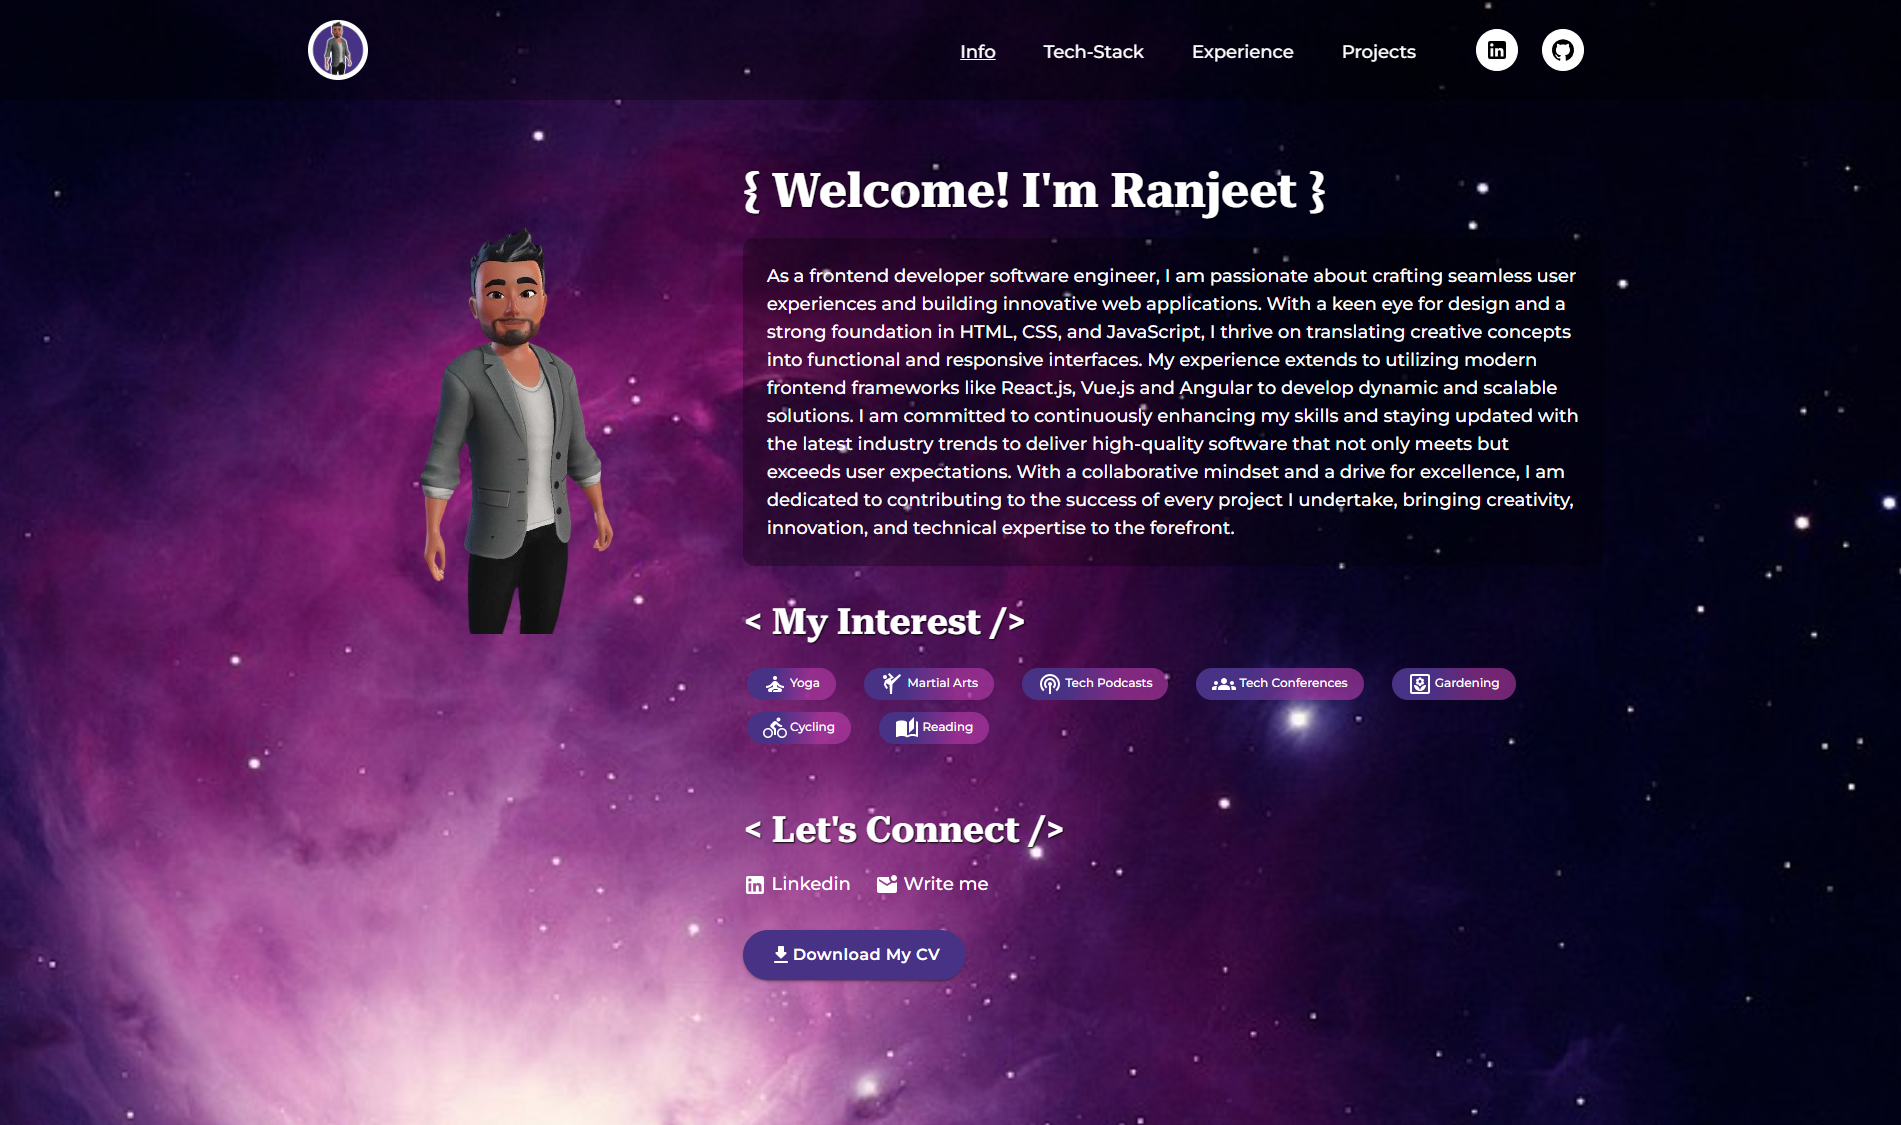 Info Tech-Stack Experience Projects
{ Welcome! I'm Ranjeet }
As a frontend developer software engineer, I am passionate about crafting seamless user
experiences and building innovative web applications. With a keen eye for design and a
strong foundation in HTML, CSS, and JavaScript, I thrive on translating creative concepts
into functional and responsive interfaces. My experience extends to utilizing modern
frontend frameworks like React.js, Vue.js and Angular to develop dynamic and scalable
solutions. I am committed to continuously enhancing my skills and staying updated with
the latest industry trends to deliver high-quality software that not only meets but
exceeds user expectations. With a collaborative mindset and a drive for excellence, I am
dedicated to contributing to the success of every project I undertake, bringing creativity,
innovation, and technical expertise to the forefront.
< My Interest />
Yoga Martial Arts Tech Podcasts Tech Conferences Gardening
Cycling Reading
< Let's Connect />
Linkedin Write me
Download My CV